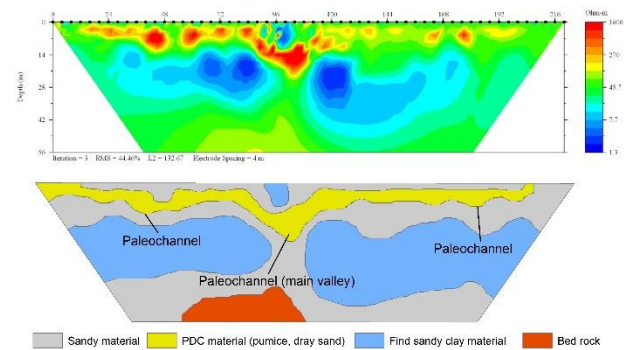 0 24 48 72 96 120 144 168 192 216
Ohm-m
0
14
28
42
56
Depth(m)
1600
270
45.5
7.7
1.3
Iteration = 3 RMS = 44.46% L2 = 132.67 Electrode Spacing = 4 m
Paleochannel
Paleochannel
Paleochannel (main valley)
Sandy material
PDC material (pumice, dray sand)
Find sandy clay material
Bed rock